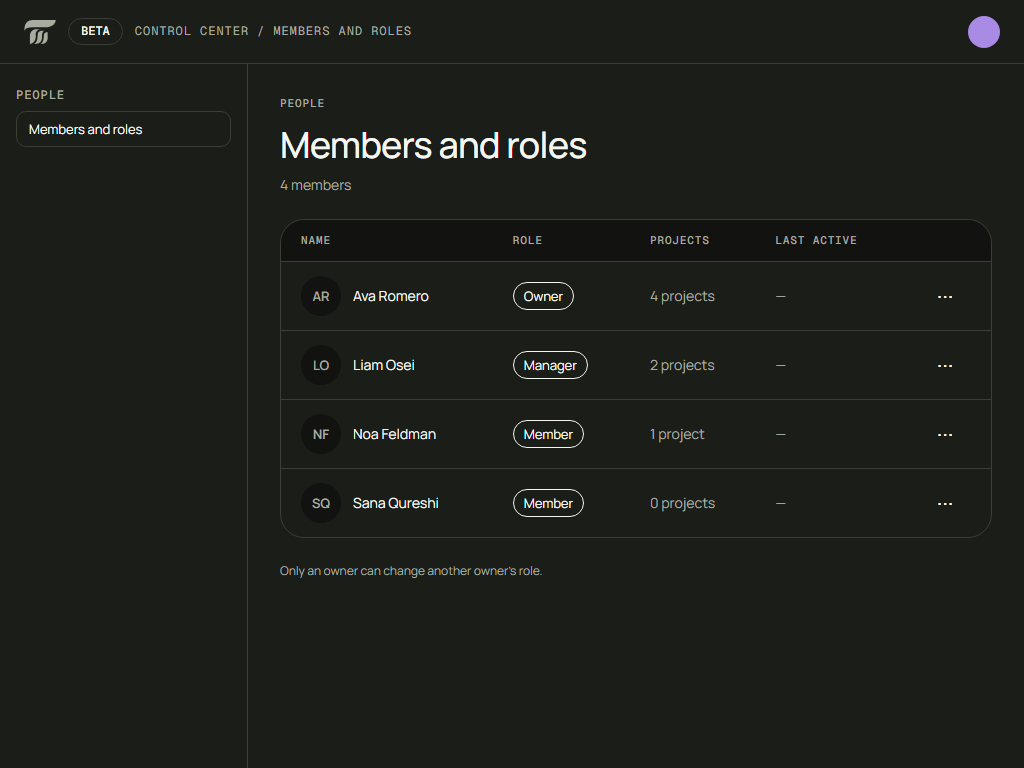 BETA CONTROL CENTER / MEMBERS AND ROLES
PEOPLE
Members and roles
PEOPLE
Members and roles
4 members
NAME ROLE PROJECTS LAST ACTIVE
AR Ava Romero Owner 4 projects — ...
LO Liam Osei Manager 2 projects — ...
NF Noa Feldman Member 1 project — ...
SQ Sana Qureshi Member 0 projects — ...
Only an owner can change another owner's role.